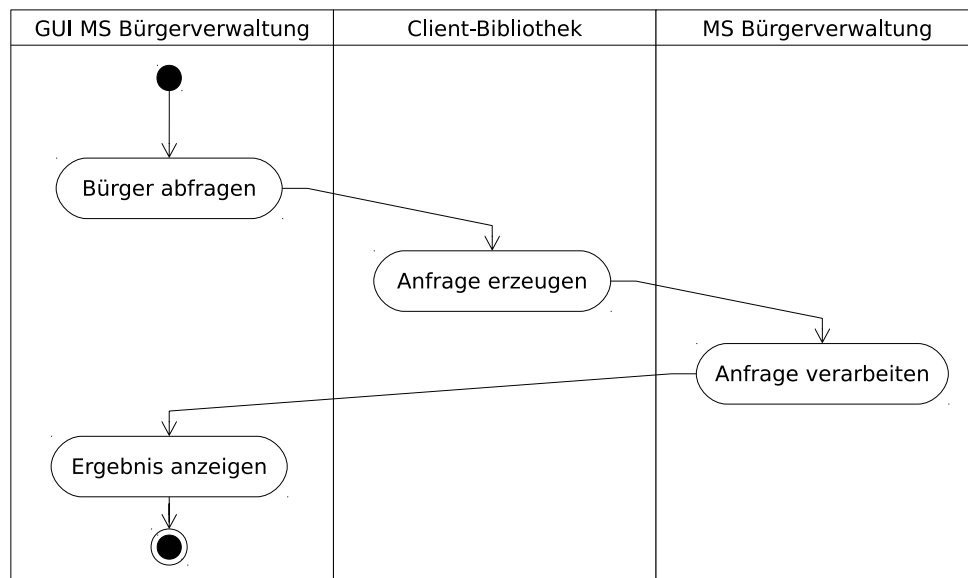 GUI MS Bürgerverwaltung
Client-Bibliothek
MS Bürgerverwaltung
Bürger abfragen
Anfrage erzeugen
Anfrage verarbeiten
Ergebnis anzeigen